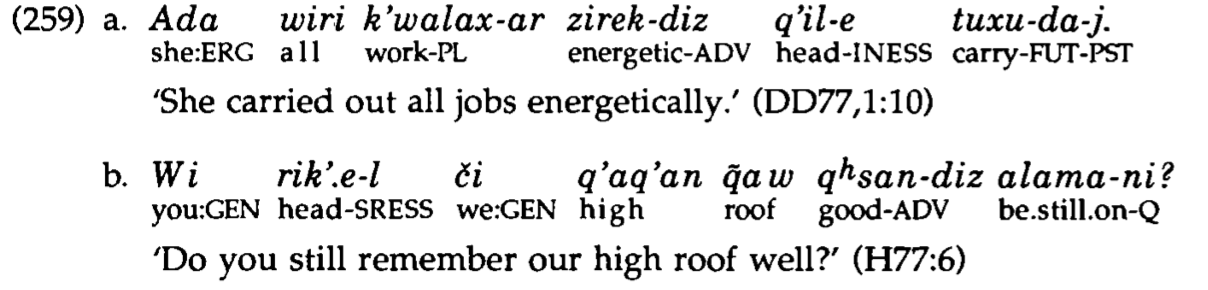 (259) a. Ada wiri k'walax-ar zirek-diz q'il-e tuxu-da-j.
she:ERG all work-PL energetic-ADV head-INESS carry-FUT-PST
‘She carried out all jobs energetically.’ (DD77,1:10)
b. Wi rik'.e-l či q'aq'an q̃aw qʰsan-diz alama-ni?
you:GEN head-SRESS we:GEN high roof good-ADV be.still.on-Q
‘Do you still remember our high roof well?’ (H77:6)